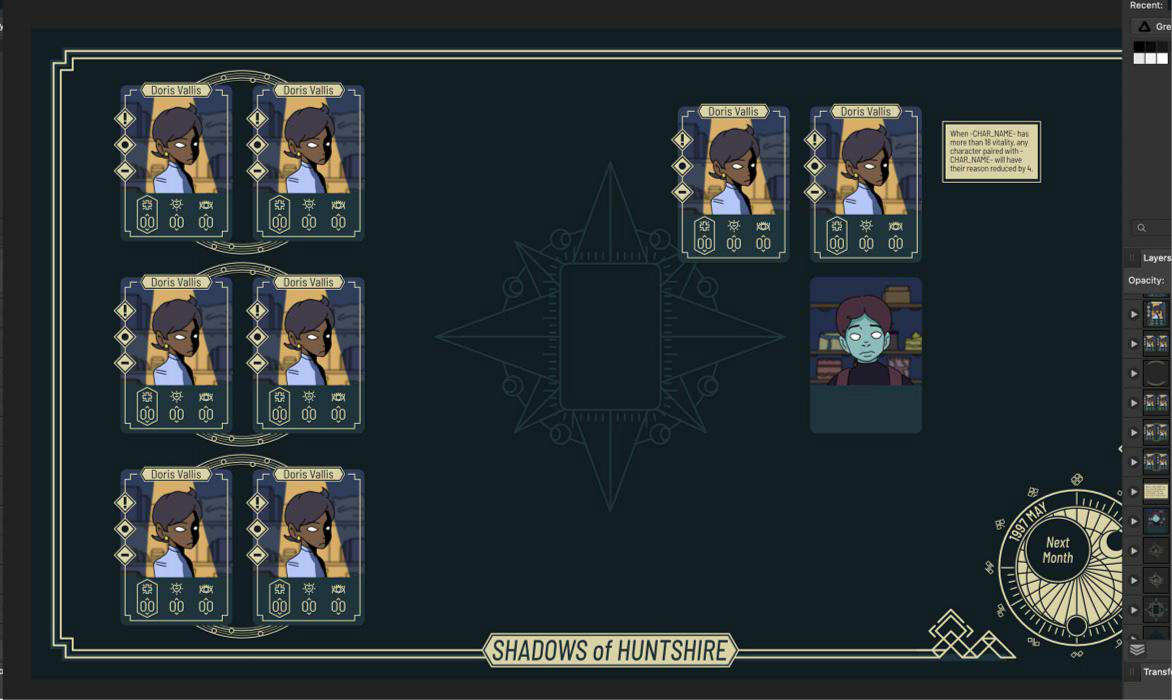 Recent:
Gre
Doris Vallis
Doris Vallis
00 00 00
00 00 00
Doris Vallis
Doris Vallis
00 00 00
00 00 00
When -CHAR_NAME- has
more than 18 vitality, any
character paired with -
CHAR_NAME- will have
their reason reduced by 4.
Layers
Opacity:
Doris Vallis
Doris Vallis
00 00 00
00 00 00
Doris Vallis
Doris Vallis
00 00 00
00 00 00
1997 MAY
Next
Month
SHADOWS of HUNTSHIRE
Transf